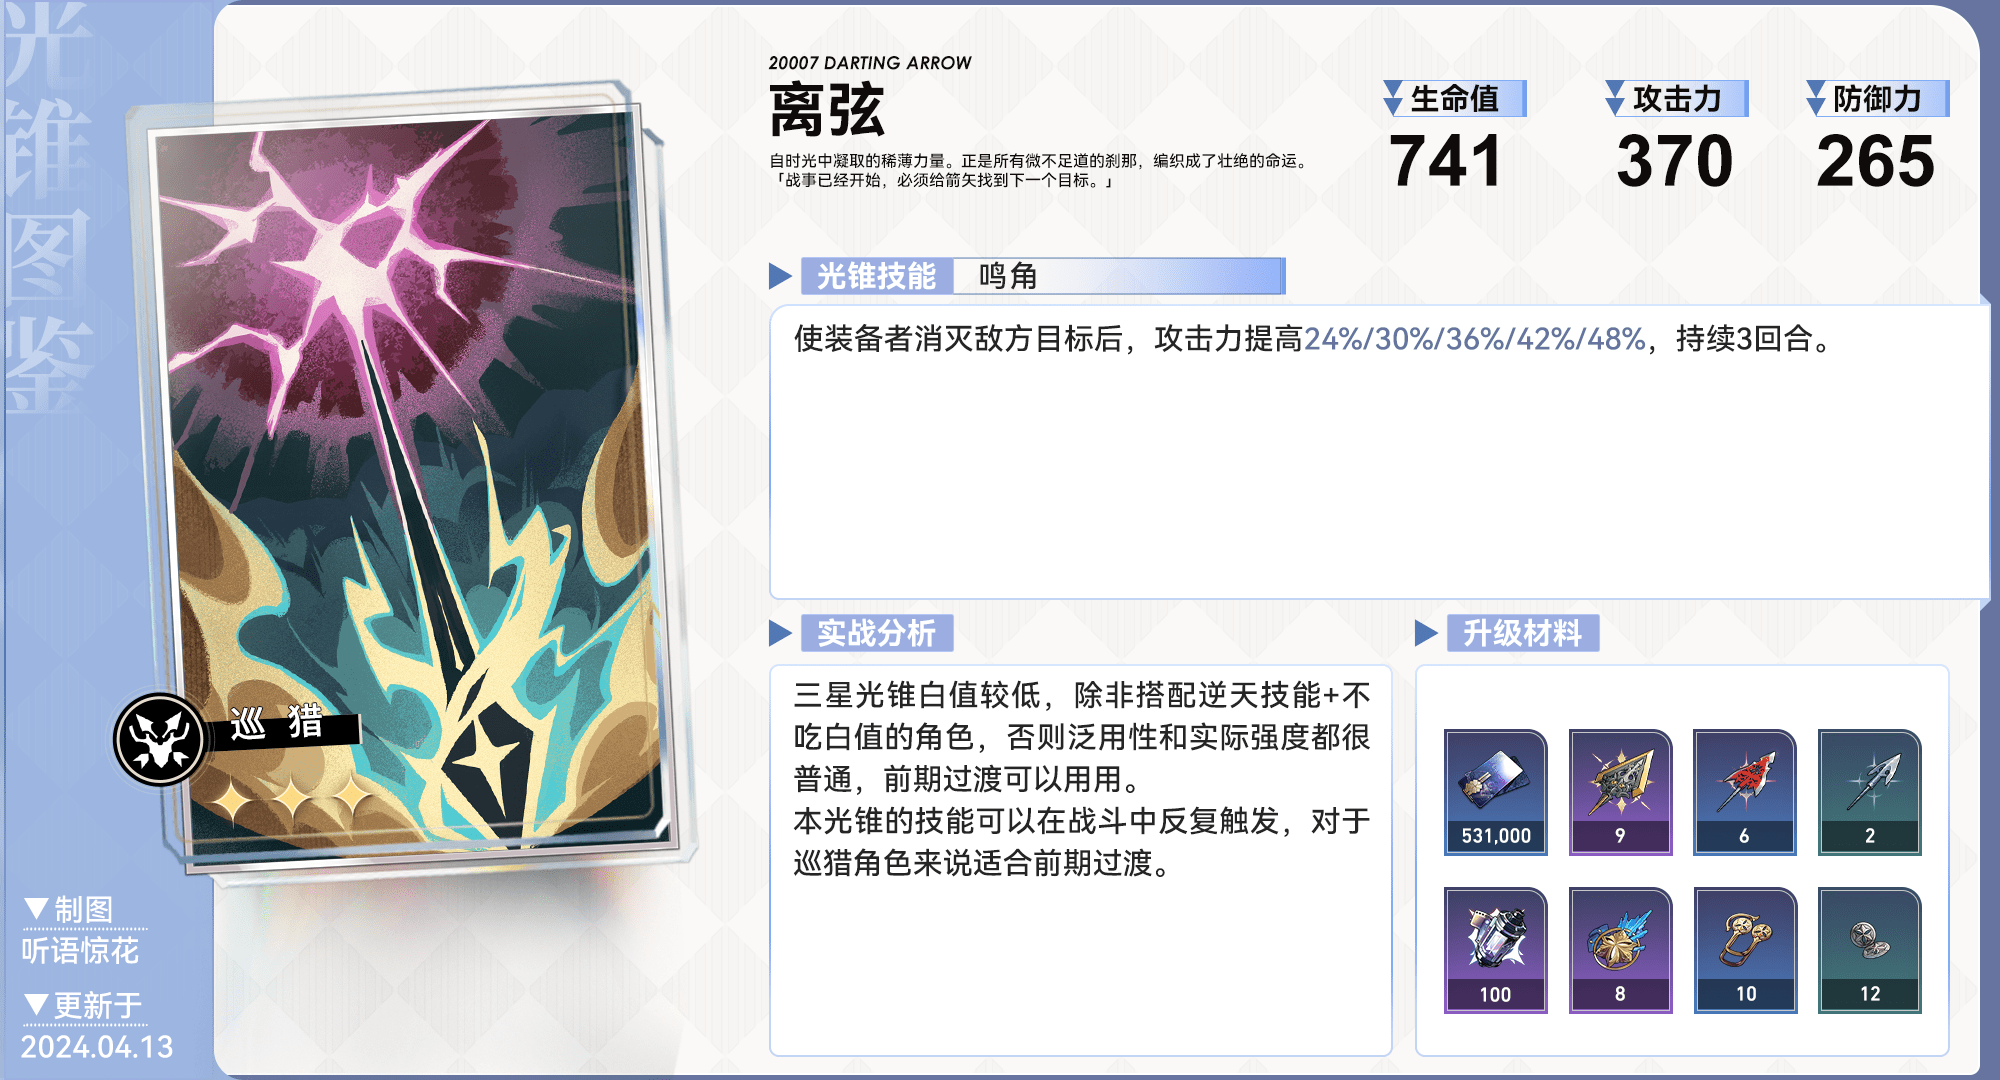 光锥图鉴
20007 DARTING ARROW
离弦
自时光中凝取的稀薄力量。正是所有微不足道的刹那，编织成了壮绝的命运。
「战事已经开始，必须给箭矢找到下一个目标。」
生命值
741
攻击力
370
防御力
265
光锥技能 鸣角
使装备者消灭敌方目标后，攻击力提高24%/30%/36%/42%/48%，持续3回合。
巡猎
实战分析
三星光锥白值较低，除非搭配逆天技能+不
吃白值的角色，否则泛用性和实际强度都很
普通，前期过渡可以用用。
本光锥的技能可以在战斗中反复触发，对于
巡猎角色来说适合前期过渡。
升级材料
531,000 9 6 2
100 8 10 12
▼制图
听语惊花
▼更新于
2024.04.13